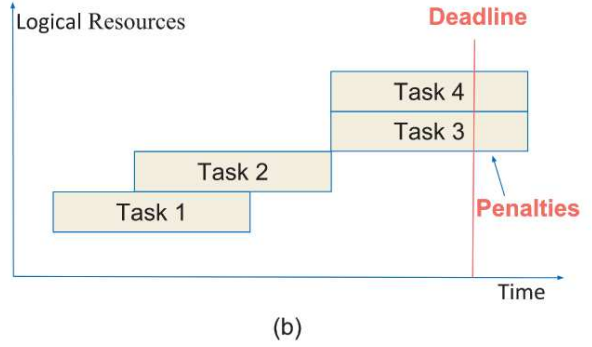 Logical Resources
Deadline
Task 4
Task 3
Task 2
Task 1
Penalties
Time
(b)